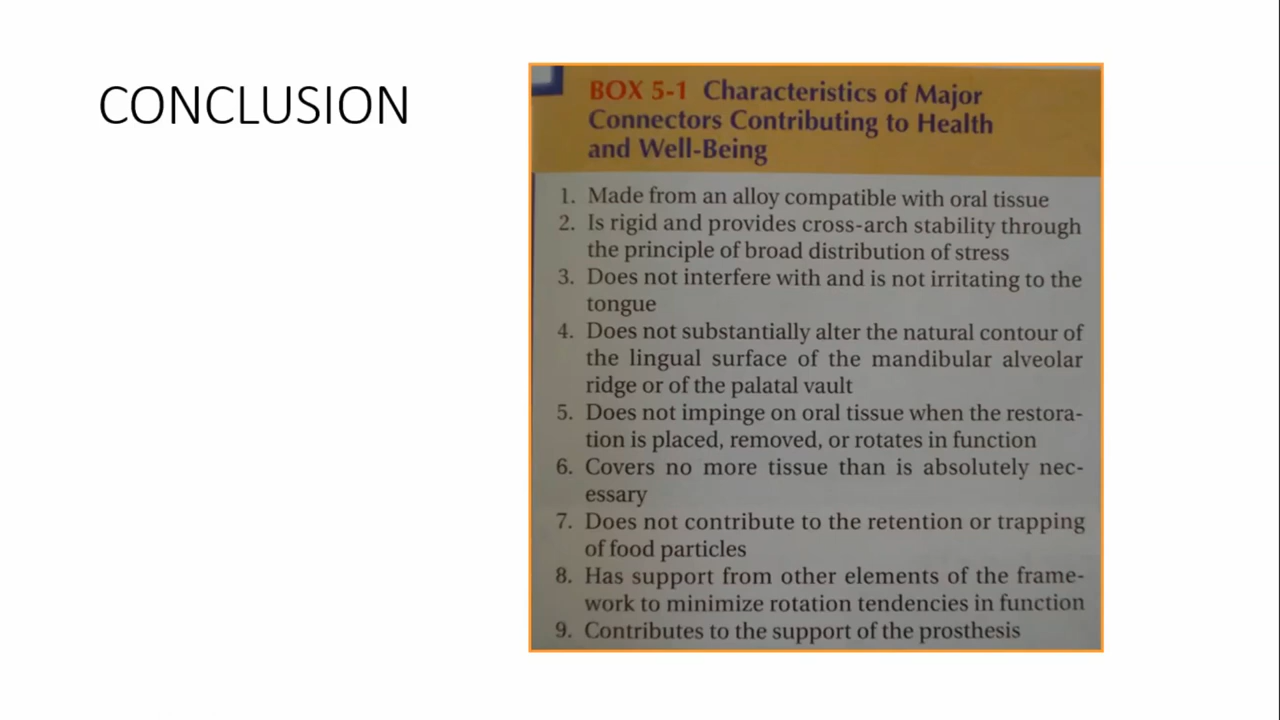 CONCLUSION
BOX 5-1 Characteristics of Major
Connectors Contributing to Health
and Well-Being
1. Made from an alloy compatible with oral tissue
2. Is rigid and provides cross-arch stability through
the principle of broad distribution of stress
3. Does not interfere with and is not irritating to the
tongue
4. Does not substantially alter the natural contour of
the lingual surface of the mandibular alveolar
ridge or of the palatal vault
5. Does not impinge on oral tissue when the restora-
tion is placed, removed, or rotates in function
6. Covers no more tissue than is absolutely nec-
essary
7. Does not contribute to the retention or trapping
of food particles
8. Has support from other elements of the frame-
work to minimize rotation tendencies in function
9. Contributes to the support of the prosthesis